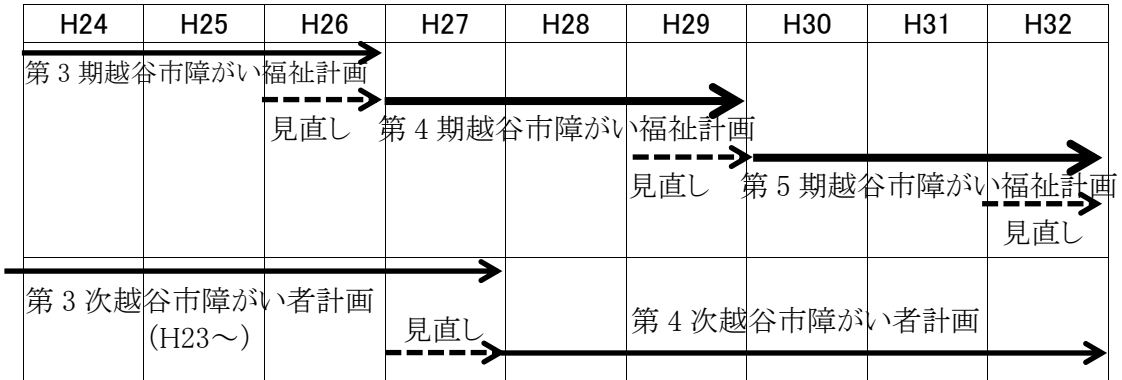 H24 H25 H26 H27 H28 H29 H30 H31 H32
第3期越谷市障がい福祉計画
見直し 第4期越谷市障がい福祉計画
見直し 第5期越谷市障がい福祉計画
見直し
第3次越谷市障がい者計画
(H23～)
見直し
第4次越谷市障がい者計画